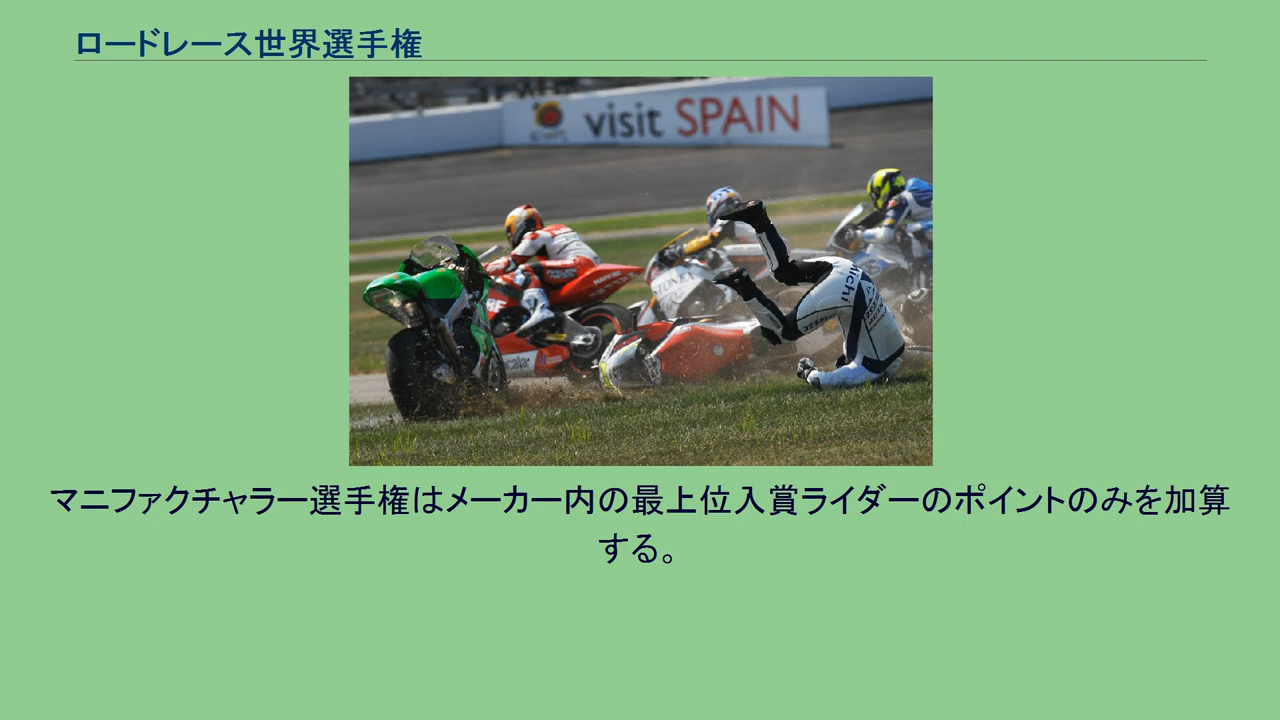 ロードレース世界選手権
visit SPAIN
マニファクチャラー選手権はメーカー内の最上位入賞ライダーのポイントのみを加算
する。